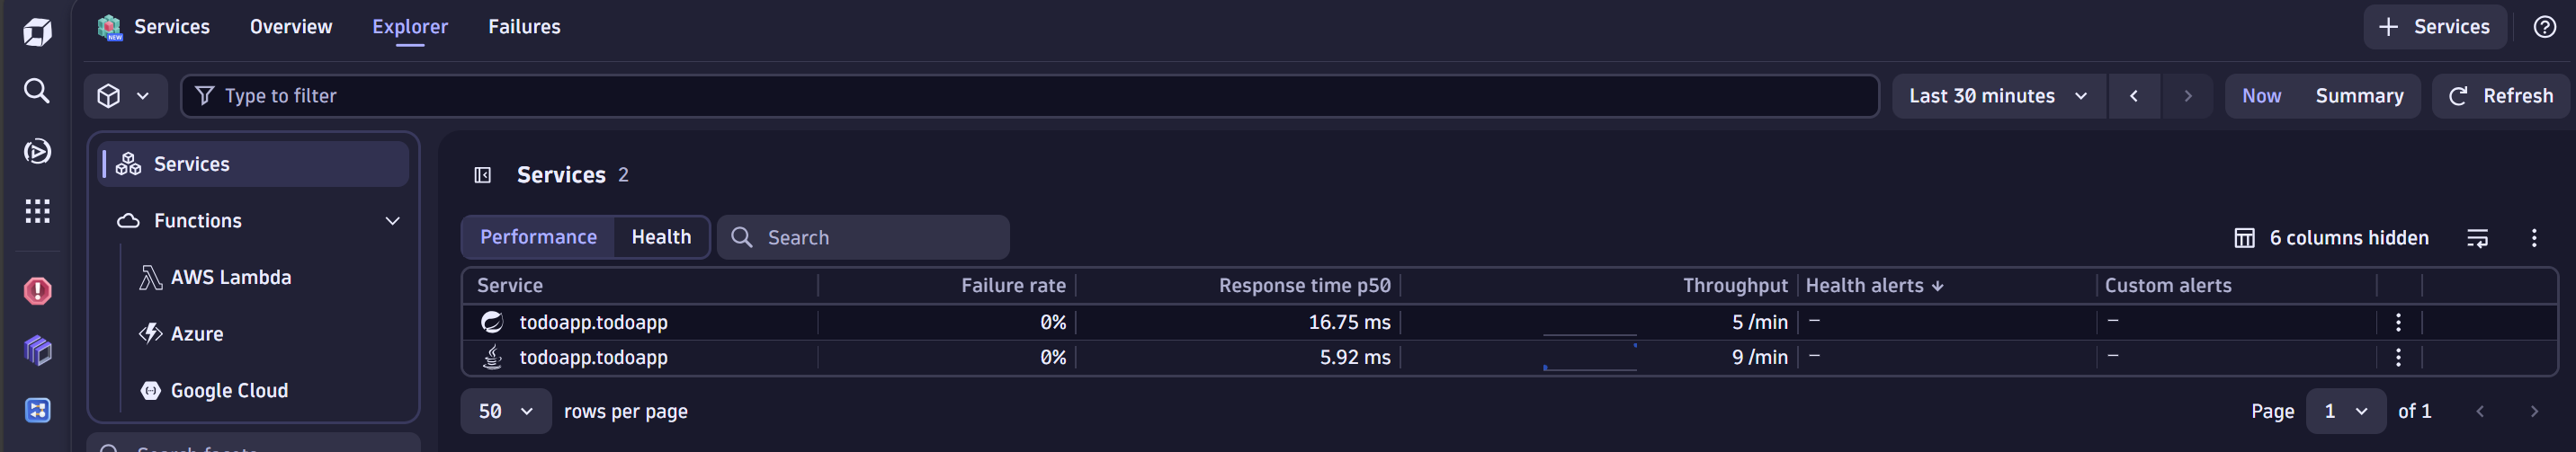 Services Overview Explorer Failures + Services
NEW
Type to filter Last 30 minutes Now Summary Refresh
Services
Functions
AWS Lambda
Azure
Google Cloud
Services 2
Performance Health Search 6 columns hidden
Service Failure rate Response time p50 Throughput Health alerts Custom alerts
todoapp.todoapp 0% 16.75 ms 5 /min – –
todoapp.todoapp 0% 5.92 ms 9 /min – –
50 rows per page Page 1 of 1